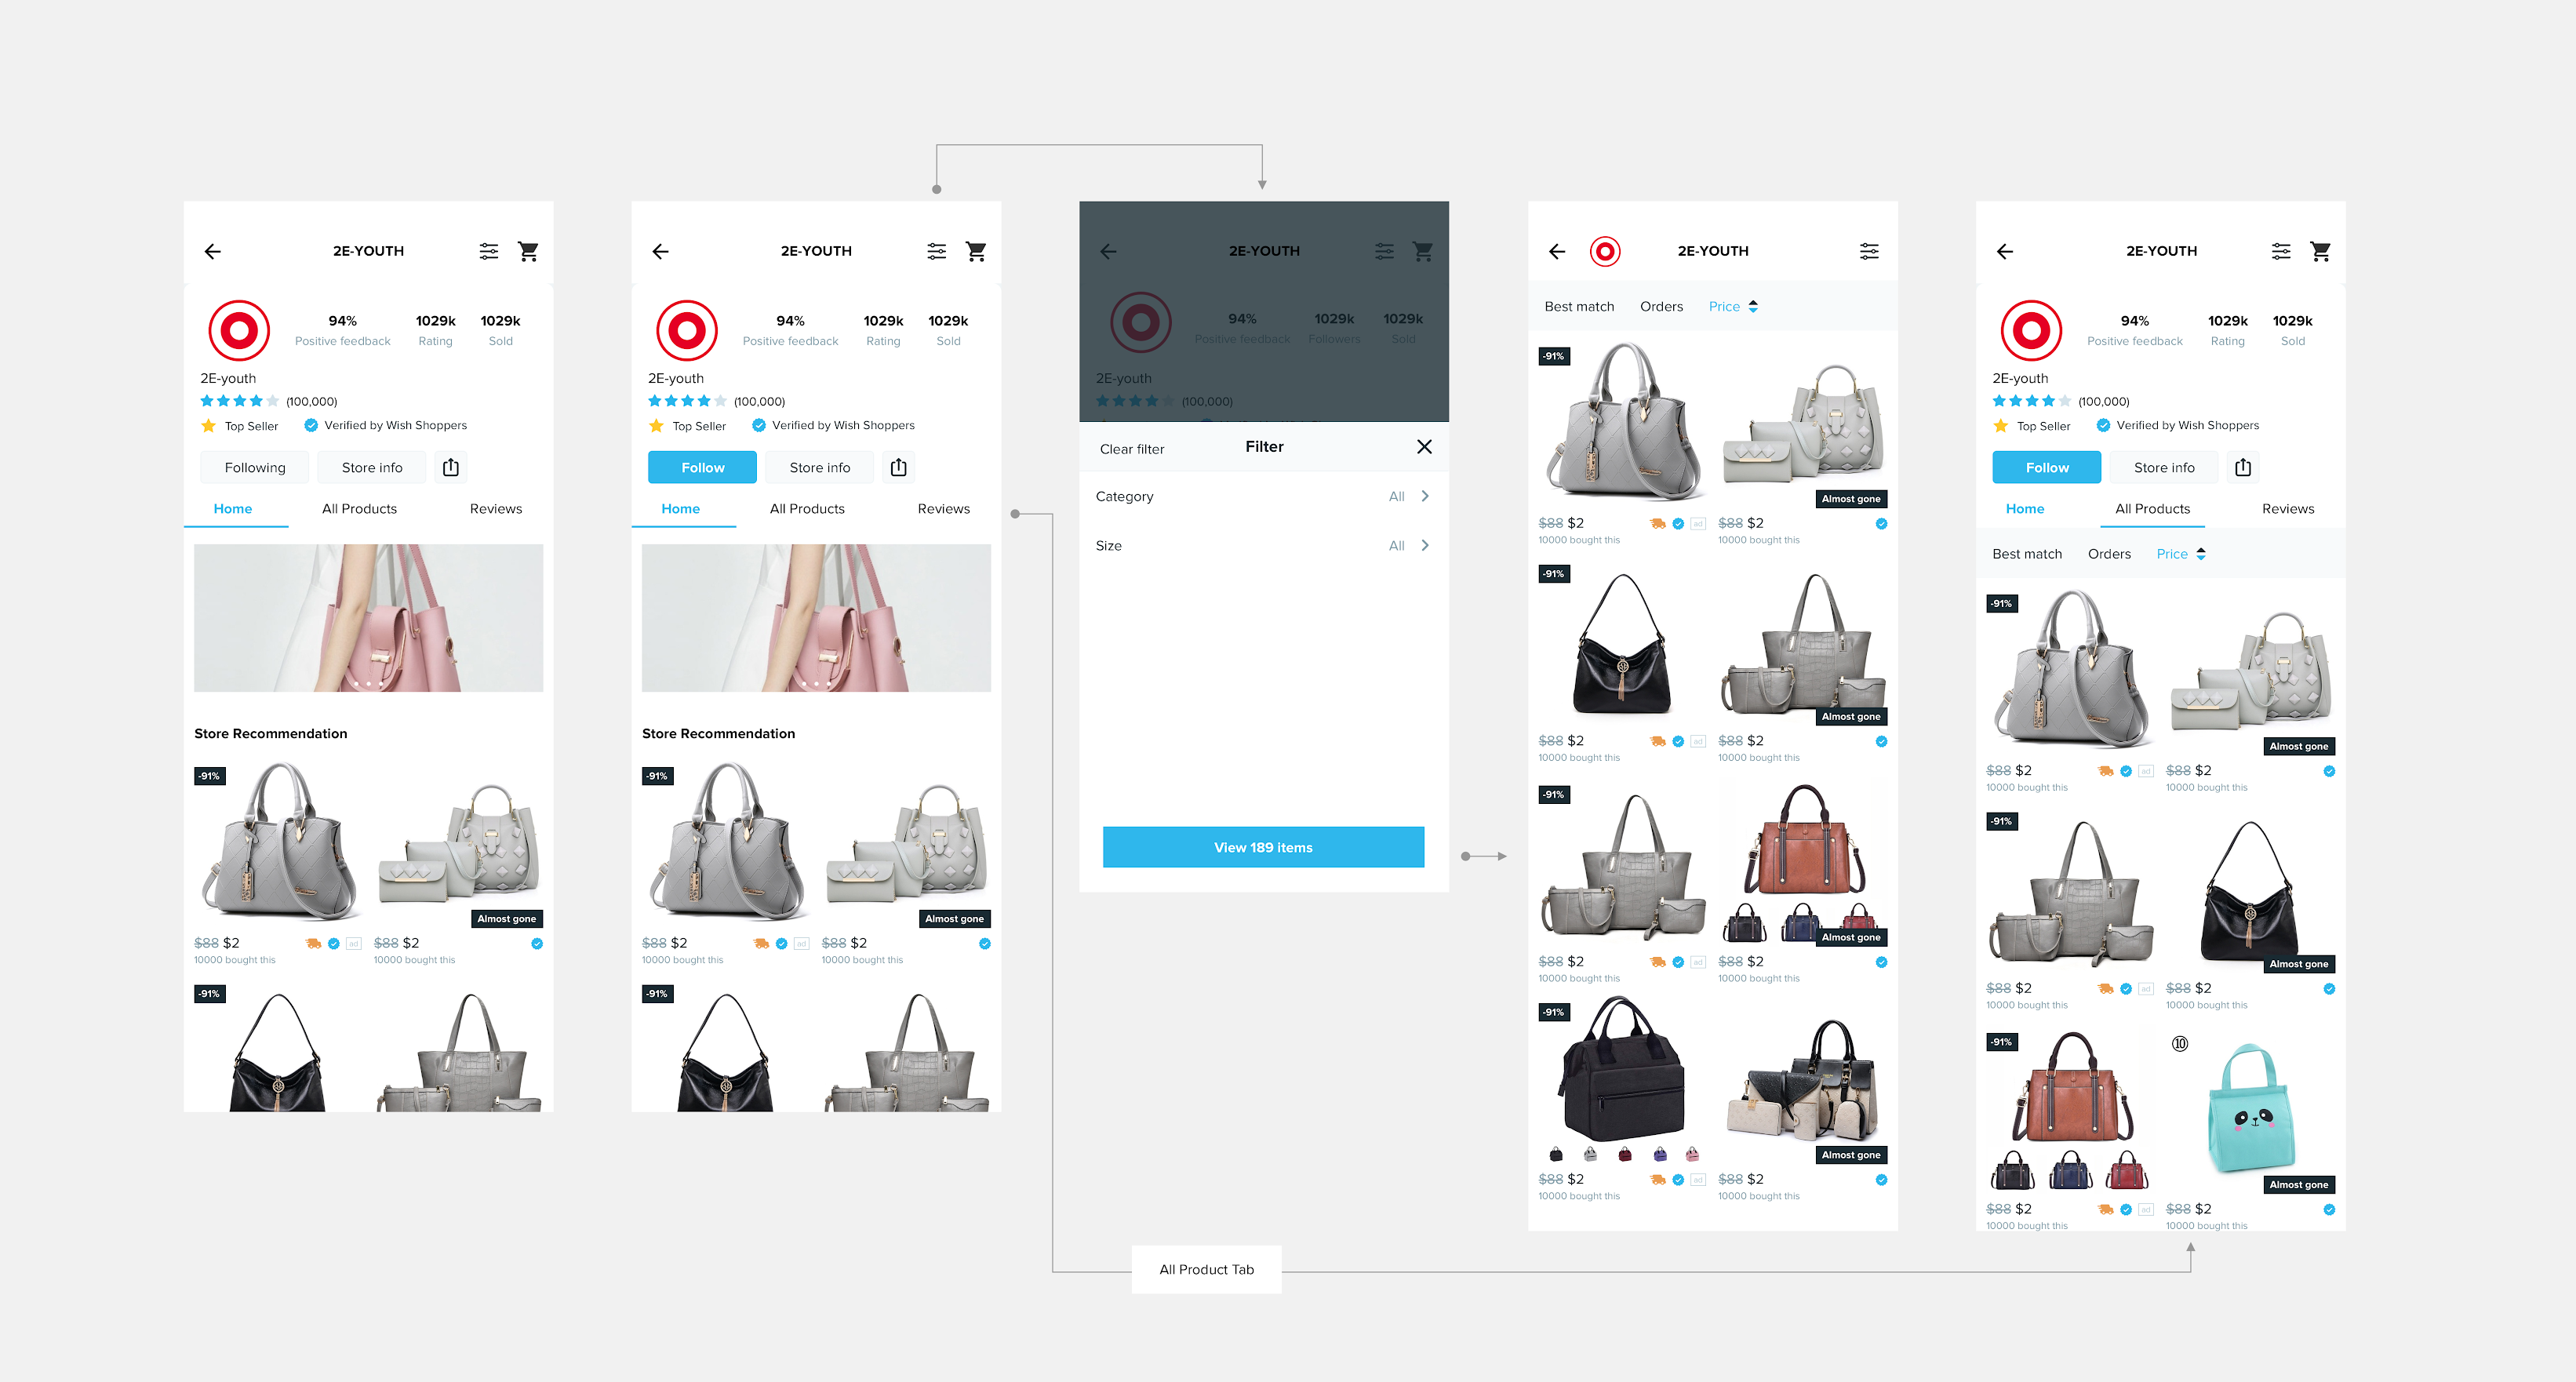 2E-YOUTH
94% 1029k 1029k
Positive feedback Rating Sold
2E-youth
(100,000)
Top Seller Verified by Wish Shoppers
Following Store info
Home All Products Reviews
Store Recommendation
-91%
Almost gone
$88 $2 ad $88 $2
10000 bought this 10000 bought this
-91%
2E-YOUTH
94% 1029k 1029k
Positive feedback Rating Sold
2E-youth
(100,000)
Top Seller Verified by Wish Shoppers
Follow Store info
Home All Products Reviews
Store Recommendation
-91%
Almost gone
$88 $2 ad $88 $2
10000 bought this 10000 bought this
-91%
2E-YOUTH
94% 1029k 1029k
Positive feedback Followers Sold
2E-youth
(100,000)
Clear filter Filter
Category All
Size All
View 189 items
2E-YOUTH
Best match Orders Price
-91%
Almost gone
$88 $2 ad $88 $2
10000 bought this 10000 bought this
-91%
Almost gone
$88 $2 ad $88 $2
10000 bought this 10000 bought this
-91%
Almost gone
$88 $2 ad $88 $2
10000 bought this 10000 bought this
-91%
Almost gone
$88 $2 ad $88 $2
10000 bought this 10000 bought this
2E-YOUTH
94% 1029k 1029k
Positive feedback Rating Sold
2E-youth
(100,000)
Top Seller Verified by Wish Shoppers
Follow Store info
Home All Products Reviews
Best match Orders Price
-91%
Almost gone
$88 $2 ad $88 $2
10000 bought this 10000 bought this
-91%
Almost gone
$88 $2 ad $88 $2
10000 bought this 10000 bought this
-91% ⑩
Almost gone
$88 $2 ad $88 $2
10000 bought this 10000 bought this
All Product Tab